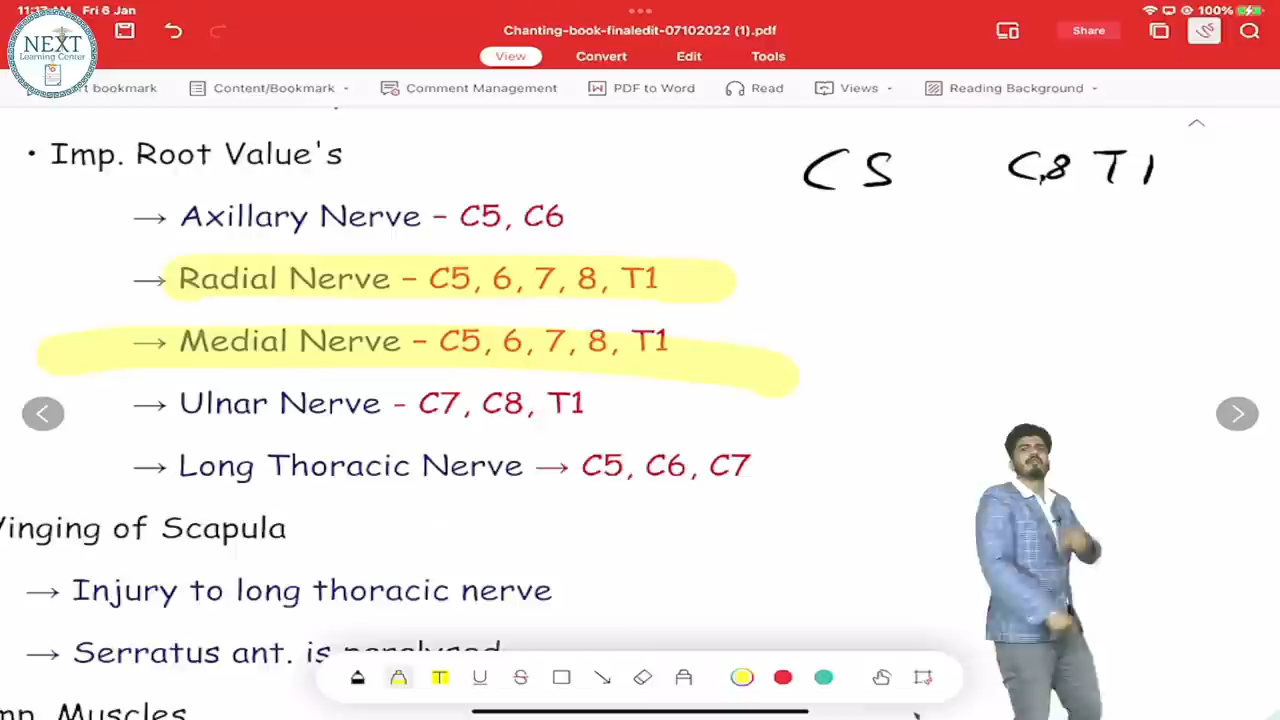 11:17 AM Fri 6 Jan
100%
NEXT
Learning Center
Chanting-book-finaledit-07102022 (1).pdf
Share
View Convert Edit Tools
bookmark Content/Bookmark Comment Management PDF to Word Read Views Reading Background
• Imp. Root Value's
C5 C8 T1
→ Axillary Nerve - C5, C6
→ Radial Nerve - C5, 6, 7, 8, T1
→ Medial Nerve - C5, 6, 7, 8, T1
→ Ulnar Nerve - C7, C8, T1
→ Long Thoracic Nerve → C5, C6, C7
Winging of Scapula
→ Injury to long thoracic nerve
→ Serratus ant. is paralysed
mp. Muscles